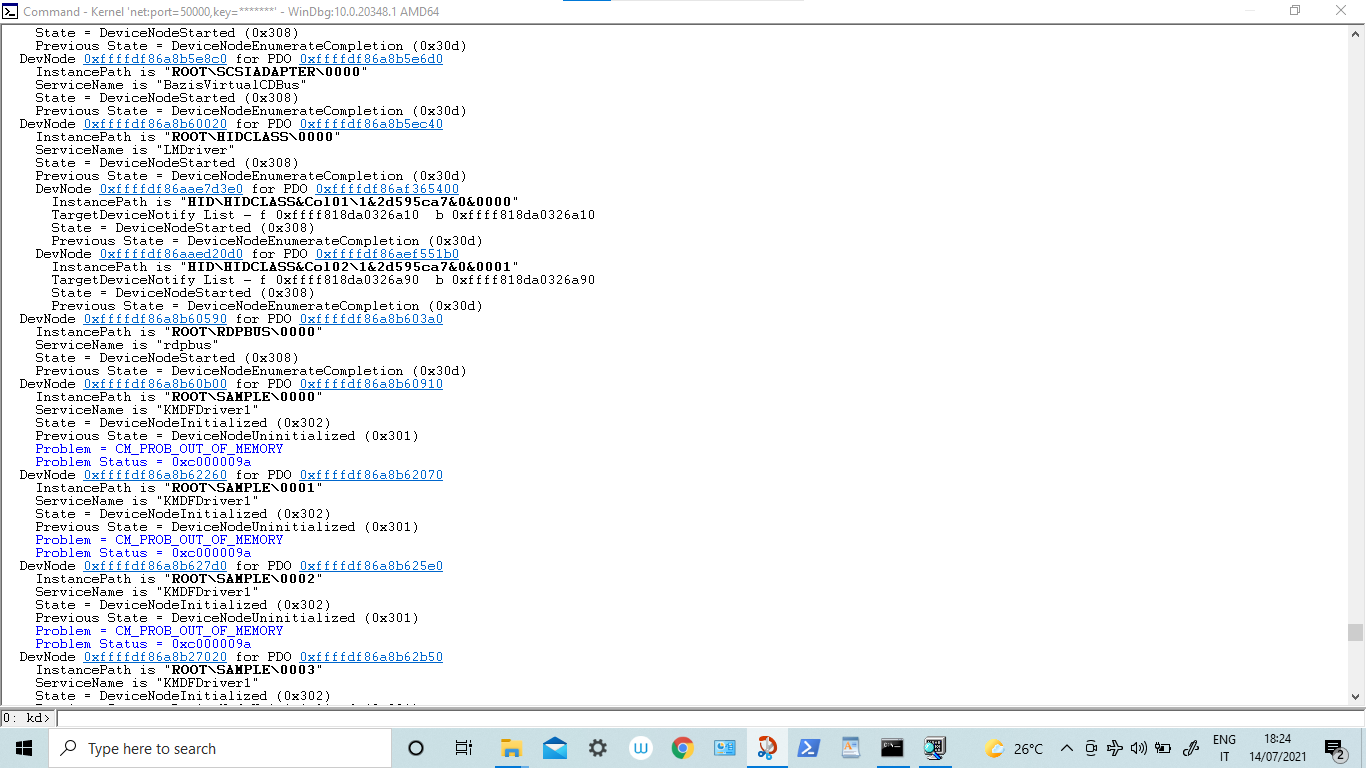 Command - Kernel 'net:port=50000,key=*******' - WinDbg:10.0.20348.1 AMD64
State = DeviceNodeStarted (0x308)
Previous State = DeviceNodeEnumerateCompletion (0x30d)
DevNode 0xffffdf86a8b5e8c0 for PDO 0xffffdf86a8b5e6d0
InstancePath is "ROOT\SCSIADAPTER\0000"
ServiceName is "BazisVirtualCDBus"
State = DeviceNodeStarted (0x308)
Previous State = DeviceNodeEnumerateCompletion (0x30d)
DevNode 0xffffdf86a8b60020 for PDO 0xffffdf86a8b5ec40
InstancePath is "ROOT\HIDCLASS\0000"
ServiceName is "LMDriver"
State = DeviceNodeStarted (0x308)
Previous State = DeviceNodeEnumerateCompletion (0x30d)
DevNode 0xffffdf86aae7d3e0 for PDO 0xffffdf86af365400
InstancePath is "HID\HIDCLASS&Col01\1&2d595ca7&0&0000"
TargetDeviceNotify List - f 0xffff818da0326a10  b 0xffff818da0326a10
State = DeviceNodeStarted (0x308)
Previous State = DeviceNodeEnumerateCompletion (0x30d)
DevNode 0xffffdf86aaed20d0 for PDO 0xffffdf86aef551b0
InstancePath is "HID\HIDCLASS&Col02\1&2d595ca7&0&0001"
TargetDeviceNotify List - f 0xffff818da0326a90  b 0xffff818da0326a90
State = DeviceNodeStarted (0x308)
Previous State = DeviceNodeEnumerateCompletion (0x30d)
DevNode 0xffffdf86a8b60590 for PDO 0xffffdf86a8b603a0
InstancePath is "ROOT\RDPBUS\0000"
ServiceName is "rdpbus"
State = DeviceNodeStarted (0x308)
Previous State = DeviceNodeEnumerateCompletion (0x30d)
DevNode 0xffffdf86a8b60b00 for PDO 0xffffdf86a8b60910
InstancePath is "ROOT\SAMPLE\0000"
ServiceName is "KMDFDriver1"
State = DeviceNodeInitialized (0x302)
Previous State = DeviceNodeUninitialized (0x301)
Problem = CM_PROB_OUT_OF_MEMORY
Problem Status = 0xc000009a
DevNode 0xffffdf86a8b62260 for PDO 0xffffdf86a8b62070
InstancePath is "ROOT\SAMPLE\0001"
ServiceName is "KMDFDriver1"
State = DeviceNodeInitialized (0x302)
Previous State = DeviceNodeUninitialized (0x301)
Problem = CM_PROB_OUT_OF_MEMORY
Problem Status = 0xc000009a
DevNode 0xffffdf86a8b627d0 for PDO 0xffffdf86a8b625e0
InstancePath is "ROOT\SAMPLE\0002"
ServiceName is "KMDFDriver1"
State = DeviceNodeInitialized (0x302)
Previous State = DeviceNodeUninitialized (0x301)
Problem = CM_PROB_OUT_OF_MEMORY
Problem Status = 0xc000009a
DevNode 0xffffdf86a8b27020 for PDO 0xffffdf86a8b62b50
InstancePath is "ROOT\SAMPLE\0003"
ServiceName is "KMDFDriver1"
State = DeviceNodeInitialized (0x302)
0: kd>
Type here to search
26°C
ENG
IT
18:24
14/07/2021
2